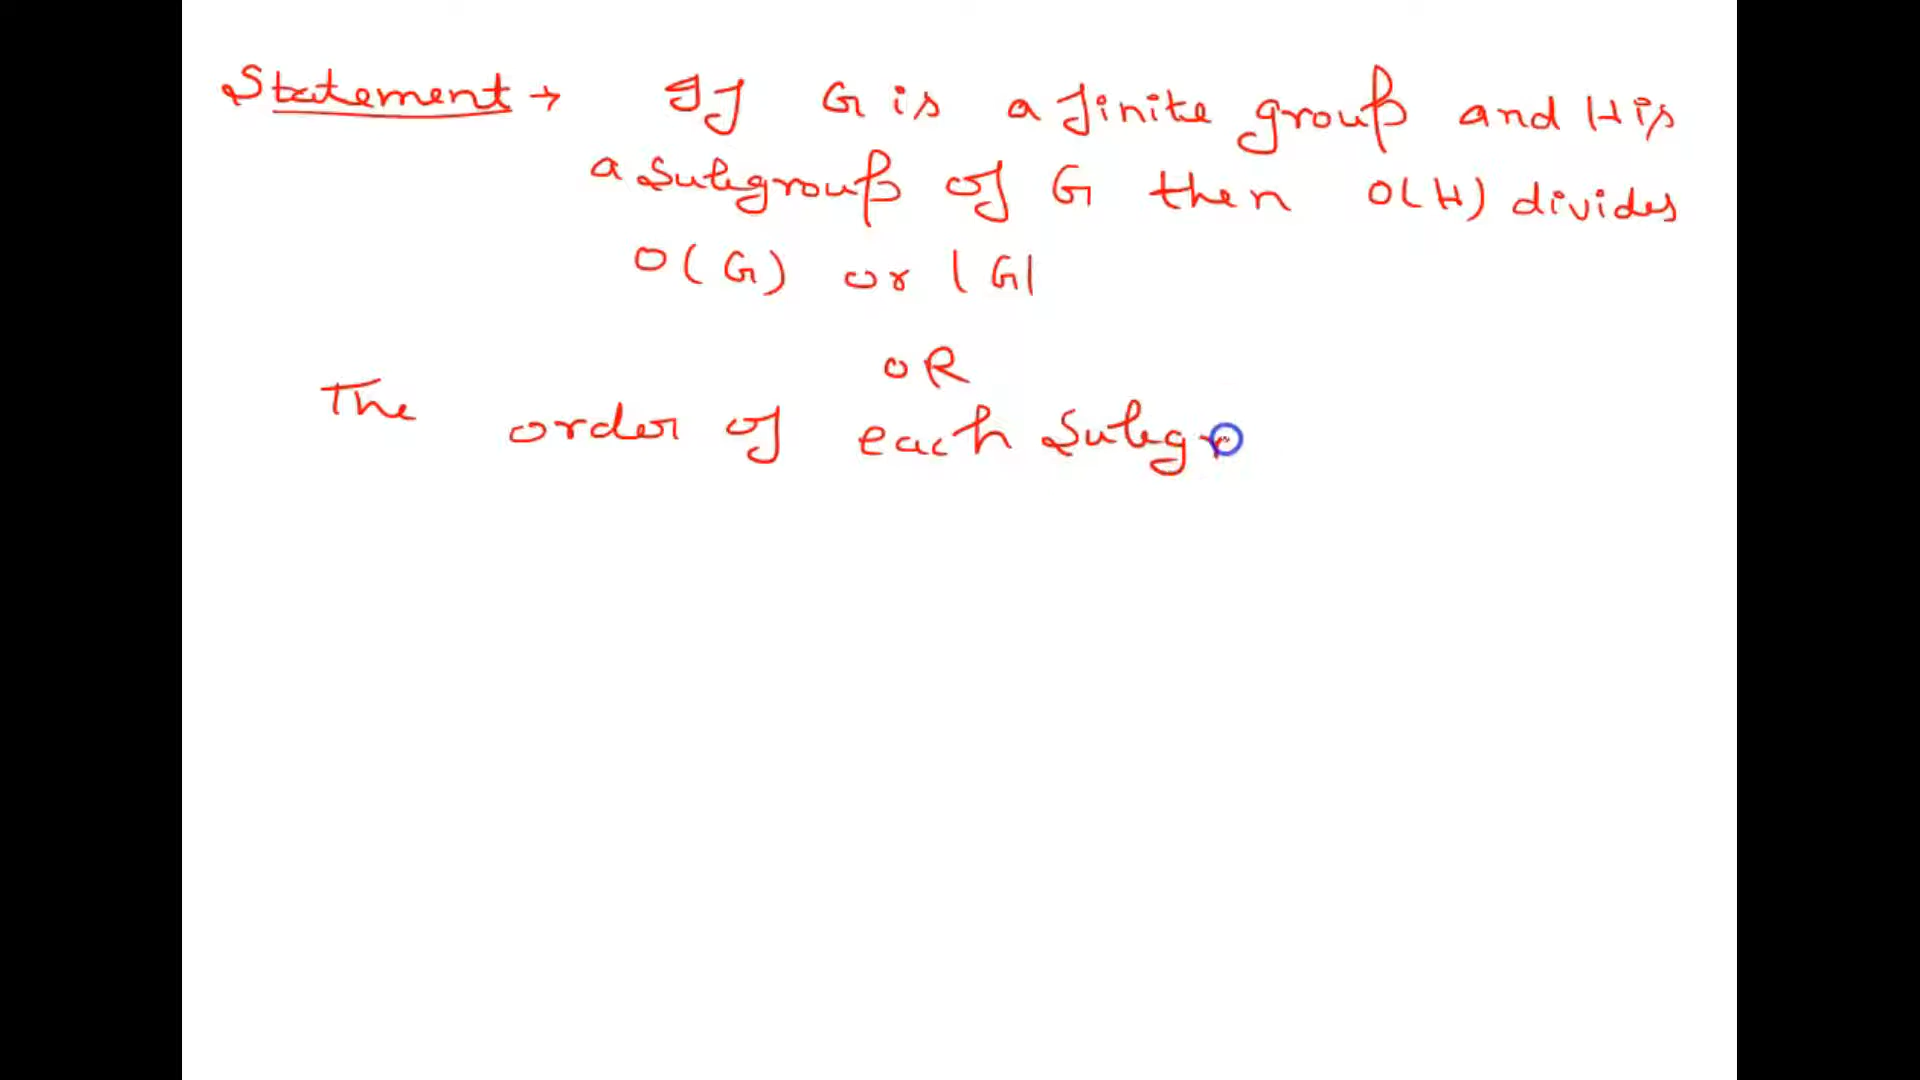 Statement → If G is a finite group and H is
a subgroup of G then O(H) divides
O(G) or |G|
OR
The order of each subgr